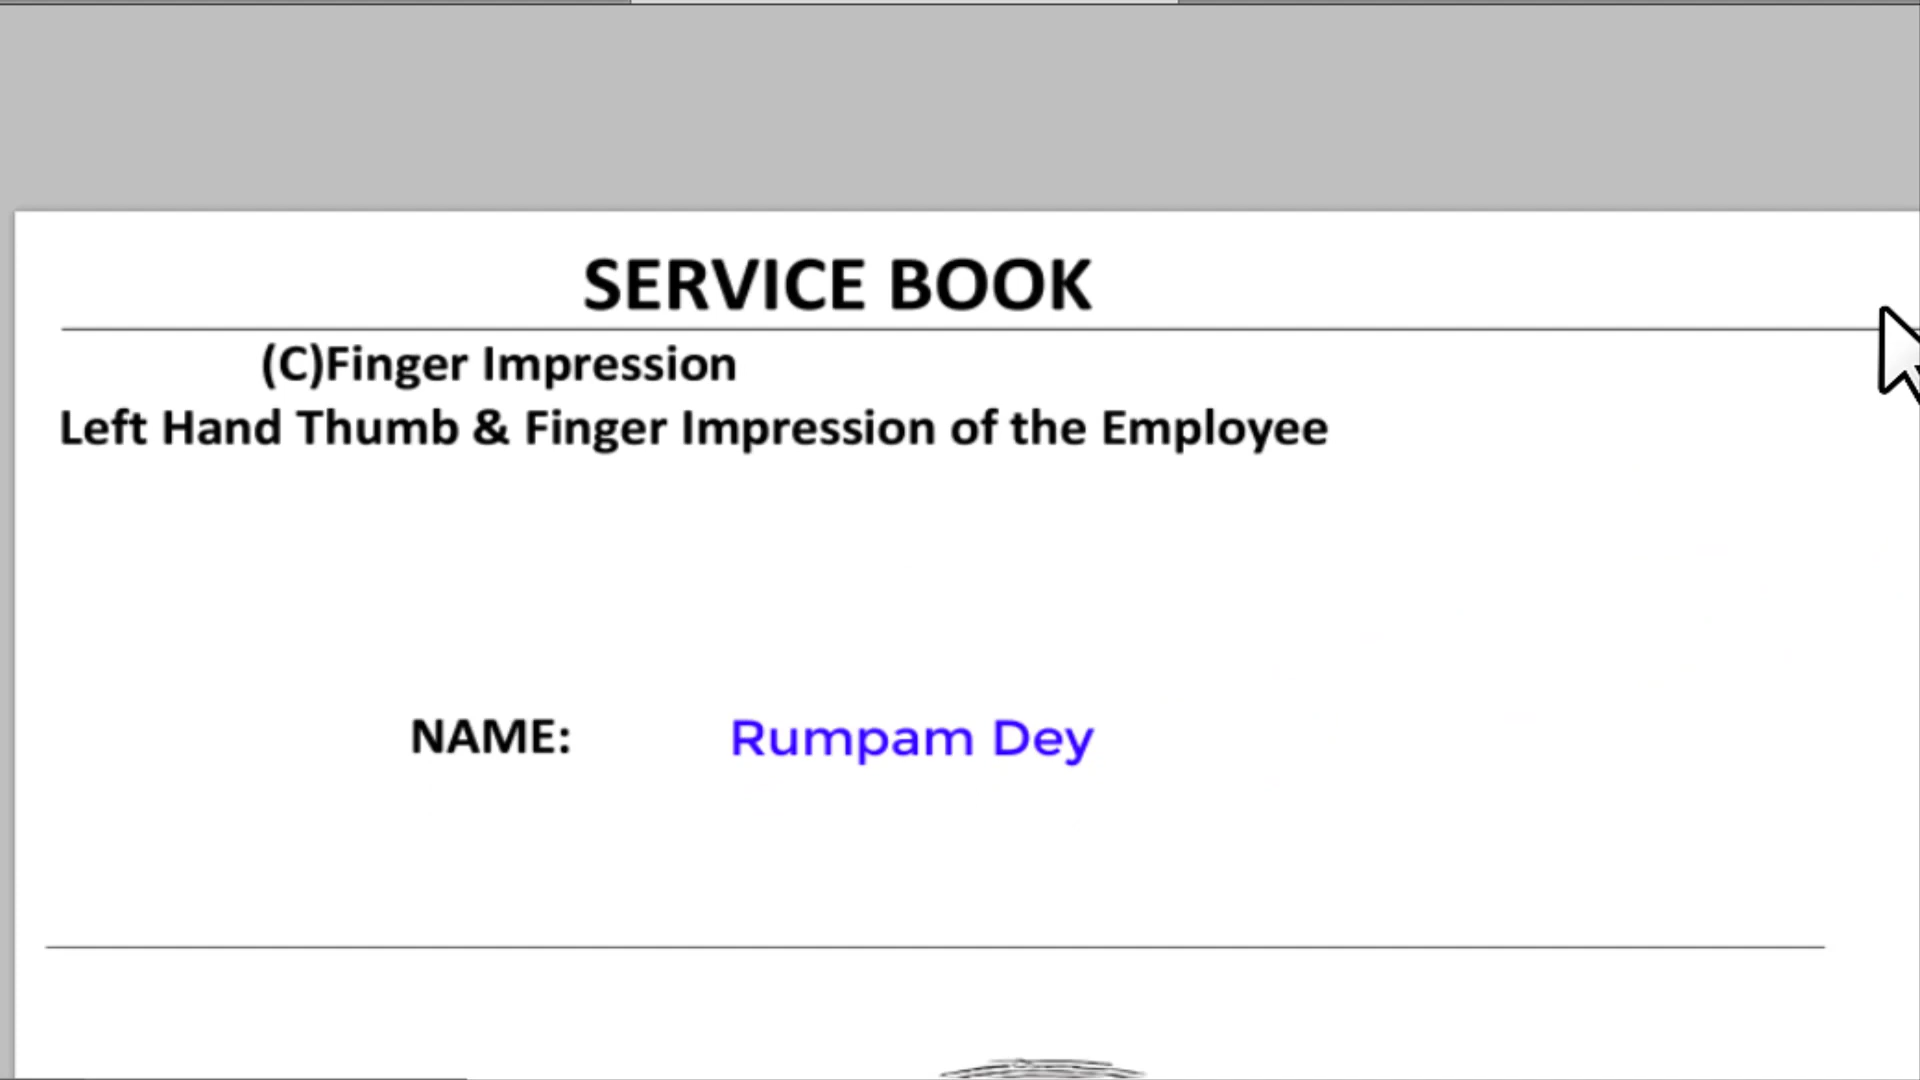 SERVICE BOOK
(C)Finger Impression
Left Hand Thumb & Finger Impression of the Employee
NAME: Rumpam Dey